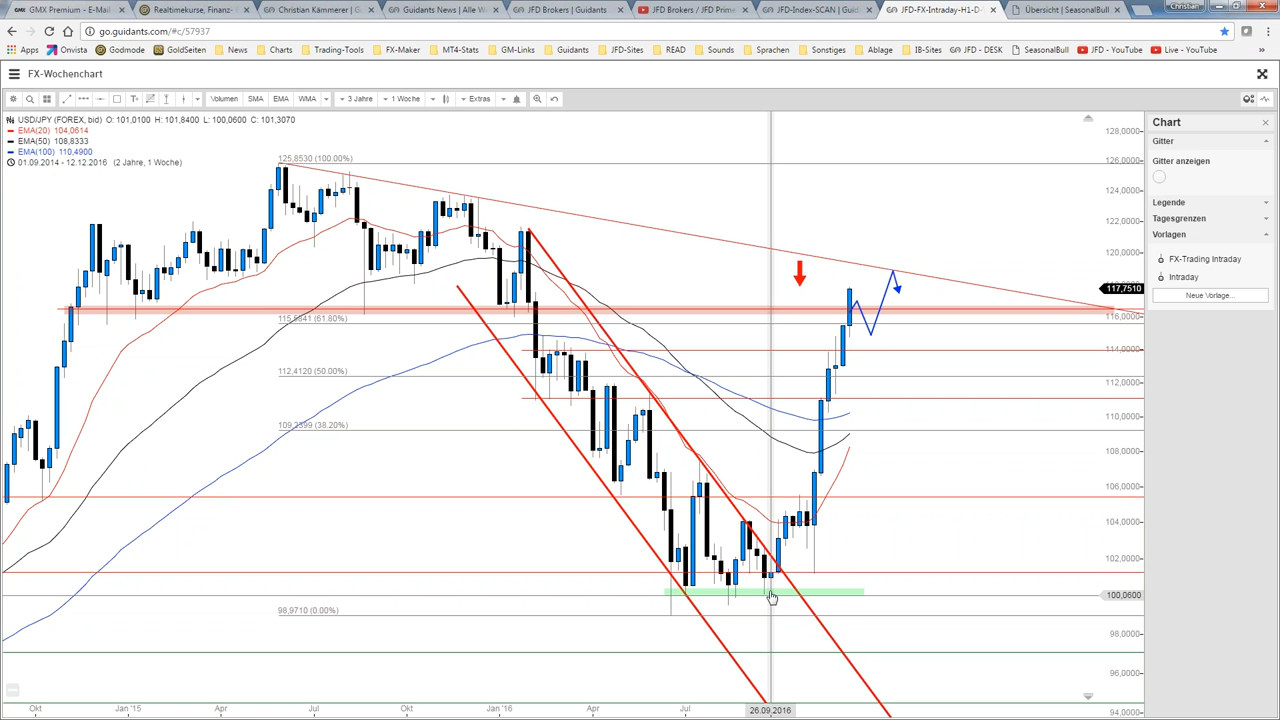 GMX Premium - E-Mail
Realtimekurse, Finanz-
Christian Kämmerer | G
Guidants News | Alle W
JFD Brokers | Guidants
JFD Brokers / JFD Prime
JFD-Index-SCAN | Guid
JFD-FX-Intraday-H1-D-
Übersicht | SeasonalBull
Christian
go.guidants.com/#c/57937
Apps Onvista Godmode GoldSeiten News Charts Trading-Tools FX-Maker MT4-Stats GM-Links Guidants JFD-Sites READ Sounds Sprachen Sonstiges Ablage IB-Sites JFD - DESK SeasonalBull JFD - YouTube Live - YouTube »
FX-Wochenchart
Volumen SMA EMA WMA 3 Jahre 1 Woche Extras
USD/JPY (FOREX, bid) O: 101,0100 H: 101,8400 L: 100,0600 C: 101,3070
EMA(20) 104,0614
EMA(50) 108,8333
EMA(100) 110,4900
01.09.2014 - 12.12.2016 (2 Jahre, 1 Woche)
125,8530 (100.00%)
115,5841 (61.80%)
112,4120 (50.00%)
109,2399 (38.20%)
98,9710 (0.00%)
128,0000
126,0000
124,0000
122,0000
120,0000
117,7510
116,0000
114,0000
112,0000
110,0000
108,0000
106,0000
104,0000
102,0000
100,0600
98,0000
96,0000
94,0000
Okt Jan '15 Apr Jul Okt Jan '16 Apr Jul 26.09.2016
Chart
Gitter
Gitter anzeigen
Legende
Tagesgrenzen
Vorlagen
FX-Trading Intraday
Intraday
Neue Vorlage...